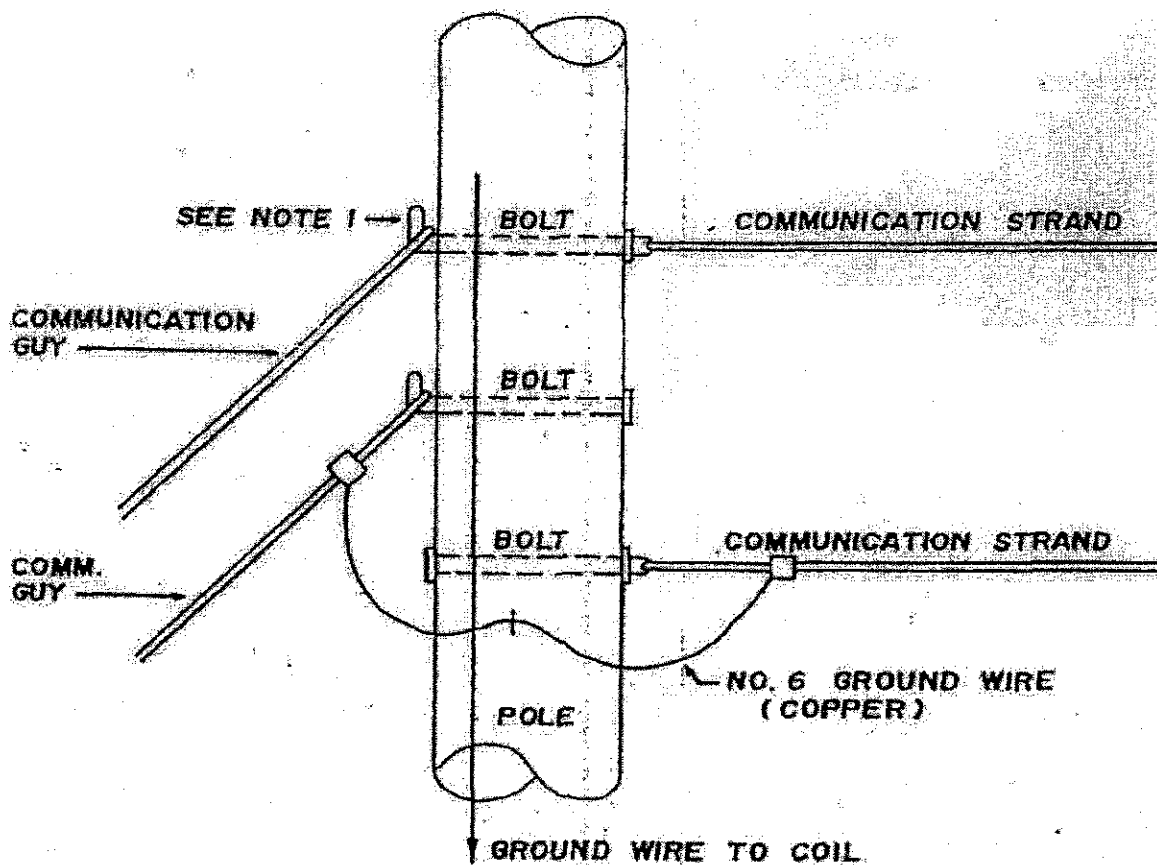 SEE NOTE 1
BOLT
COMMUNICATION STRAND
COMMUNICATION
GUY
BOLT
BOLT
COMMUNICATION STRAND
COMM.
GUY
NO. 6 GROUND WIRE
(COPPER)
POLE
GROUND WIRE TO COIL